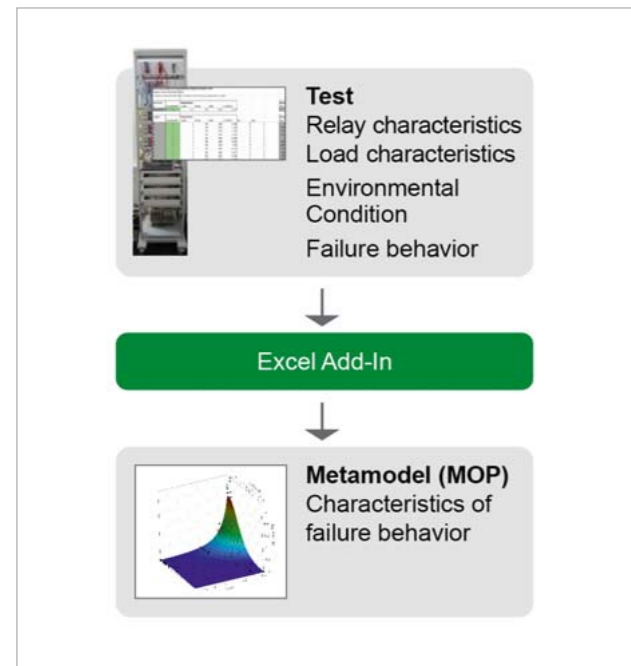 Test
Relay characteristics
Load characteristics
Environmental
Condition
Failure behavior
Excel Add-In
Metamodel (MOP)
Characteristics of
failure behavior